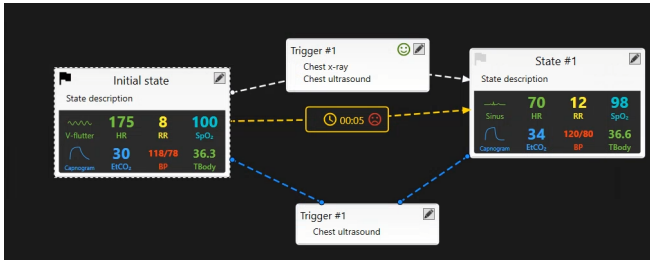 Initial state
State description
V-flutter
175
HR
8
RR
100
SpO₂
Capnogram
30
EtCO₂
118/78
BP
36.3
TBody
Trigger #1
Chest x-ray
Chest ultrasound
00:05
Trigger #1
Chest ultrasound
State #1
State description
Sinus
70
HR
12
RR
98
SpO₂
Capnogram
34
EtCO₂
120/80
BP
36.6
TBody